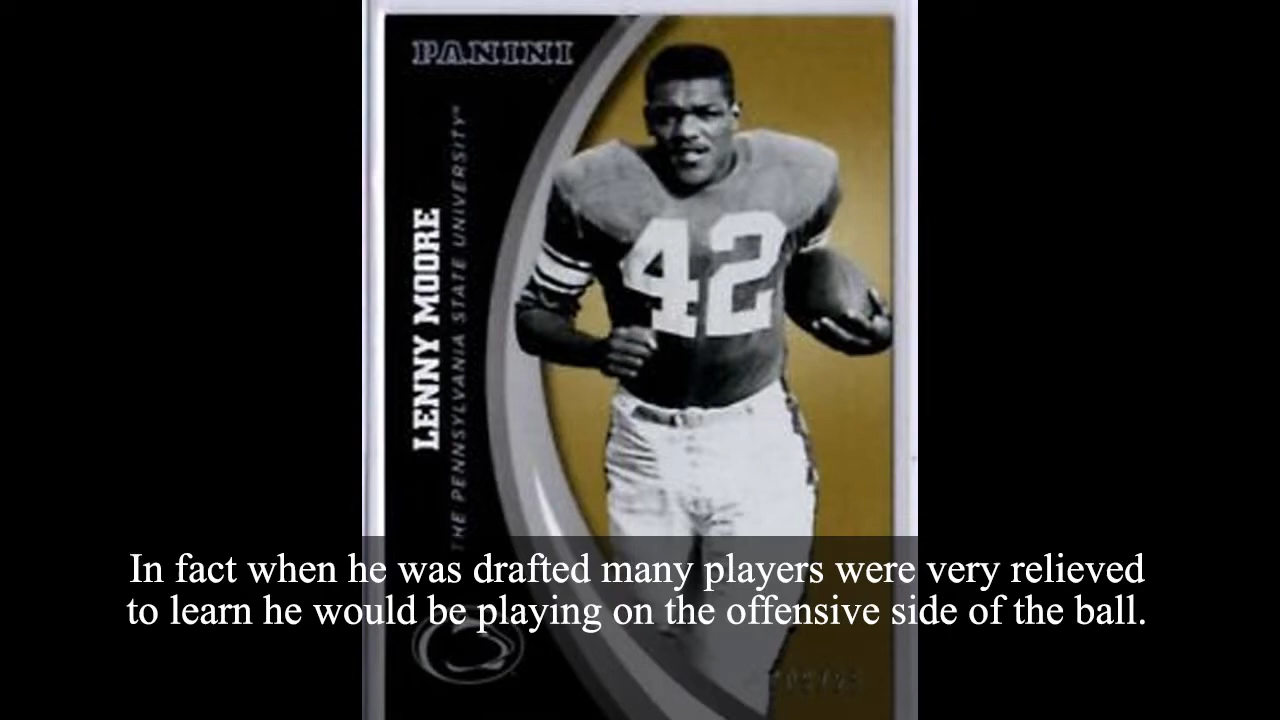 PANINI
LENNY MOORE
THE PENNSYLVANIA STATE UNIVERSITY®
42
In fact when he was drafted many players were very relieved
to learn he would be playing on the offensive side of the ball.